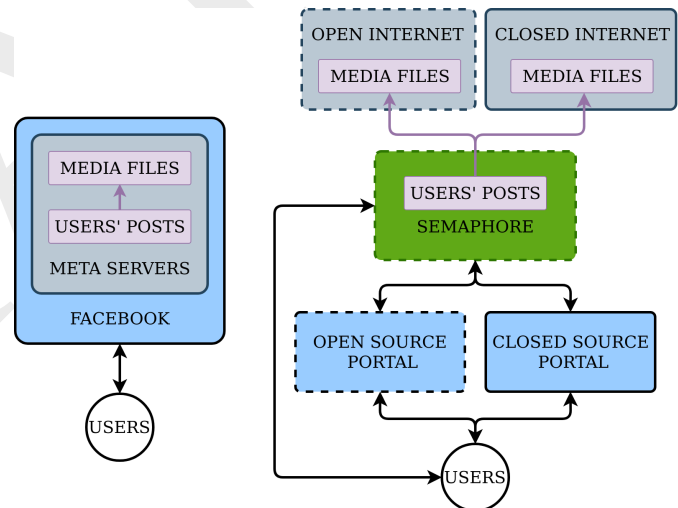 MEDIA FILES
USERS' POSTS
META SERVERS
FACEBOOK
USERS
OPEN INTERNET
MEDIA FILES
CLOSED INTERNET
MEDIA FILES
USERS' POSTS
SEMAPHORE
OPEN SOURCE
PORTAL
CLOSED SOURCE
PORTAL
USERS